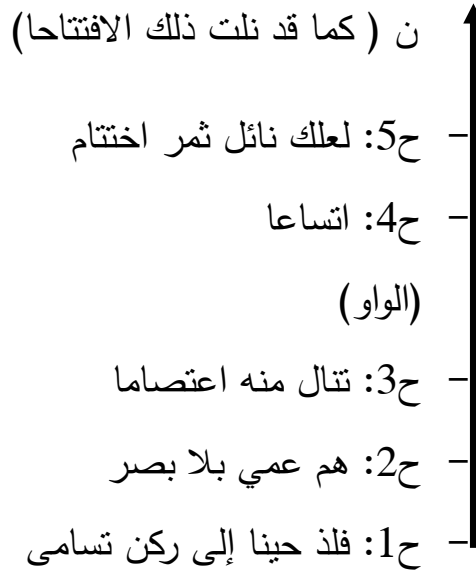 ن ( كما قد نلت ذلك الافتتاحا)
– ح5: لعلك نائل ثمر اختتام
– ح4: اتساعا
(الواو)
– ح3: تنال منه اعتصاما
– ح2: هم عمي بلا بصر
– ح1: فلذ حينا إلى ركن تسامى